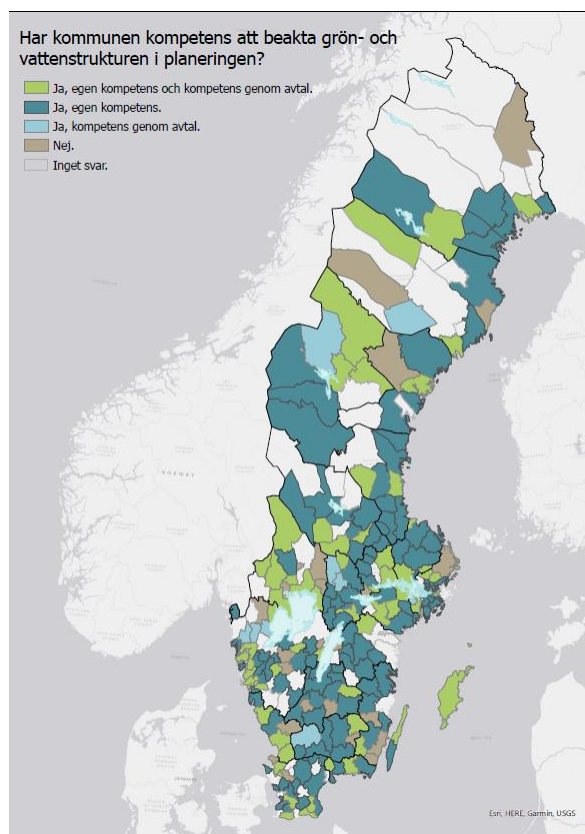 Har kommunen kompetens att beakta grön- och
vattenstrukturen i planeringen?
Ja, egen kompetens och kompetens genom avtal.
Ja, egen kompetens.
Ja, kompetens genom avtal.
Nej.
Inget svar.
NORWAY
Esri, HERE, Garmin, USGS